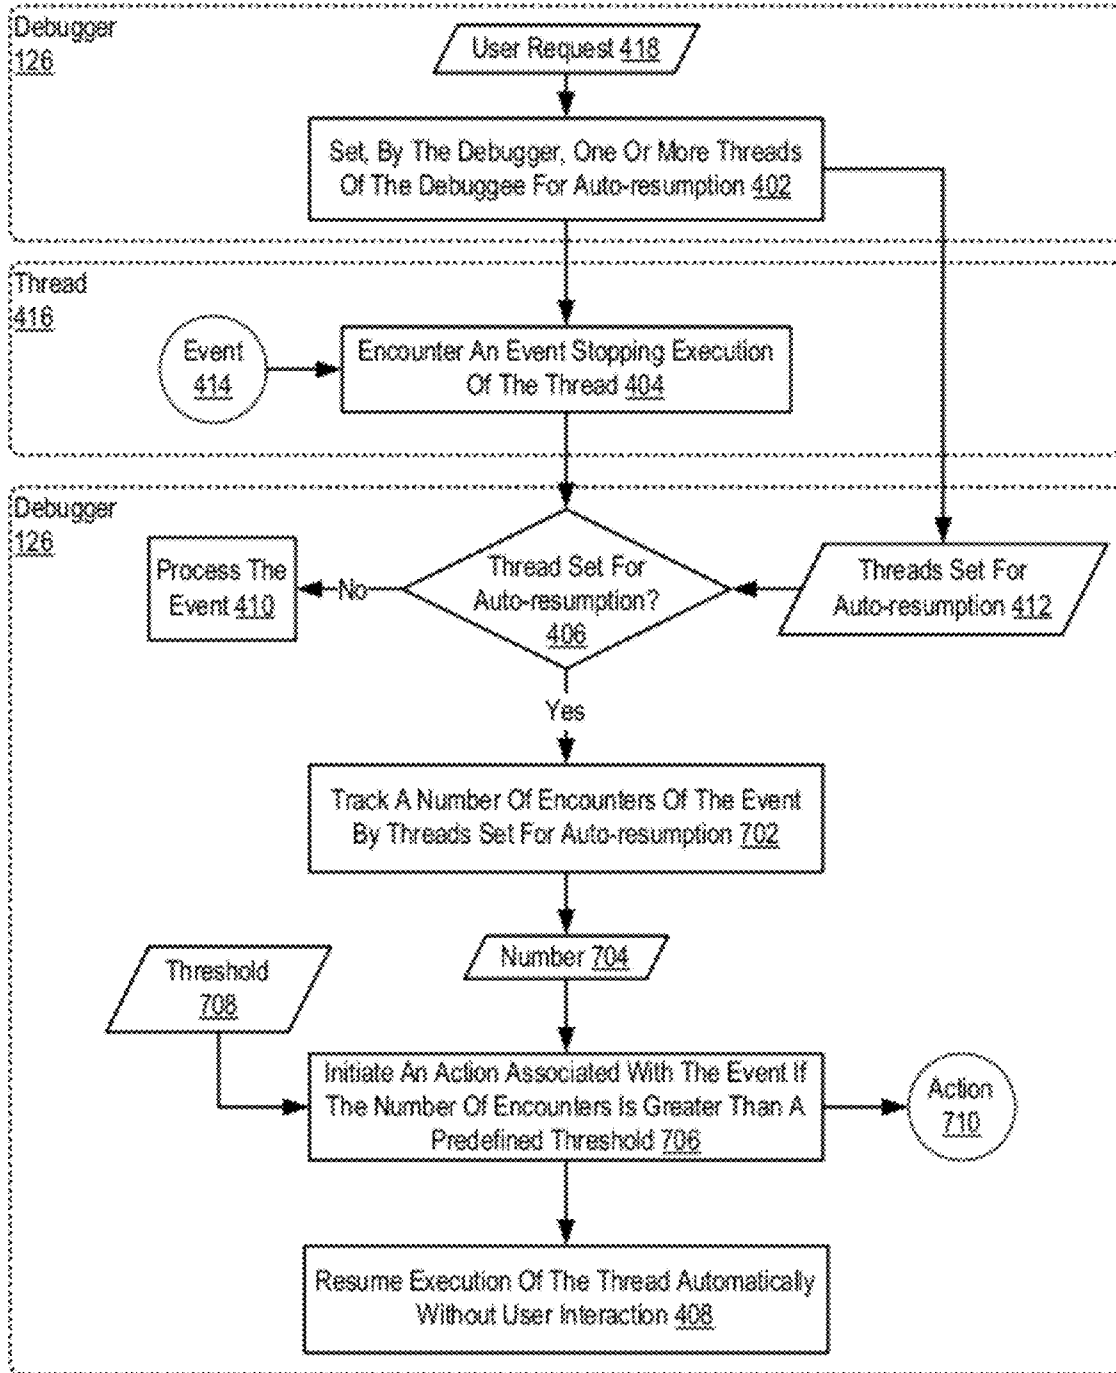 Debugger
126
User Request 418
Set, By The Debugger, One Or More Threads
Of The Debuggee For Auto-resumption 402
Thread
416
Event
414
Encounter An Event Stopping Execution
Of The Thread 404
Debugger
126
Process The
Event 410
No
Thread Set For
Auto-resumption?
406
Threads Set For
Auto-resumption 412
Yes
Track A Number Of Encounters Of The Event
By Threads Set For Auto-resumption 702
Number 704
Threshold
708
Initiate An Action Associated With The Event If
The Number Of Encounters Is Greater Than A
Predefined Threshold 706
Action
710
Resume Execution Of The Thread Automatically
Without User Interaction 408